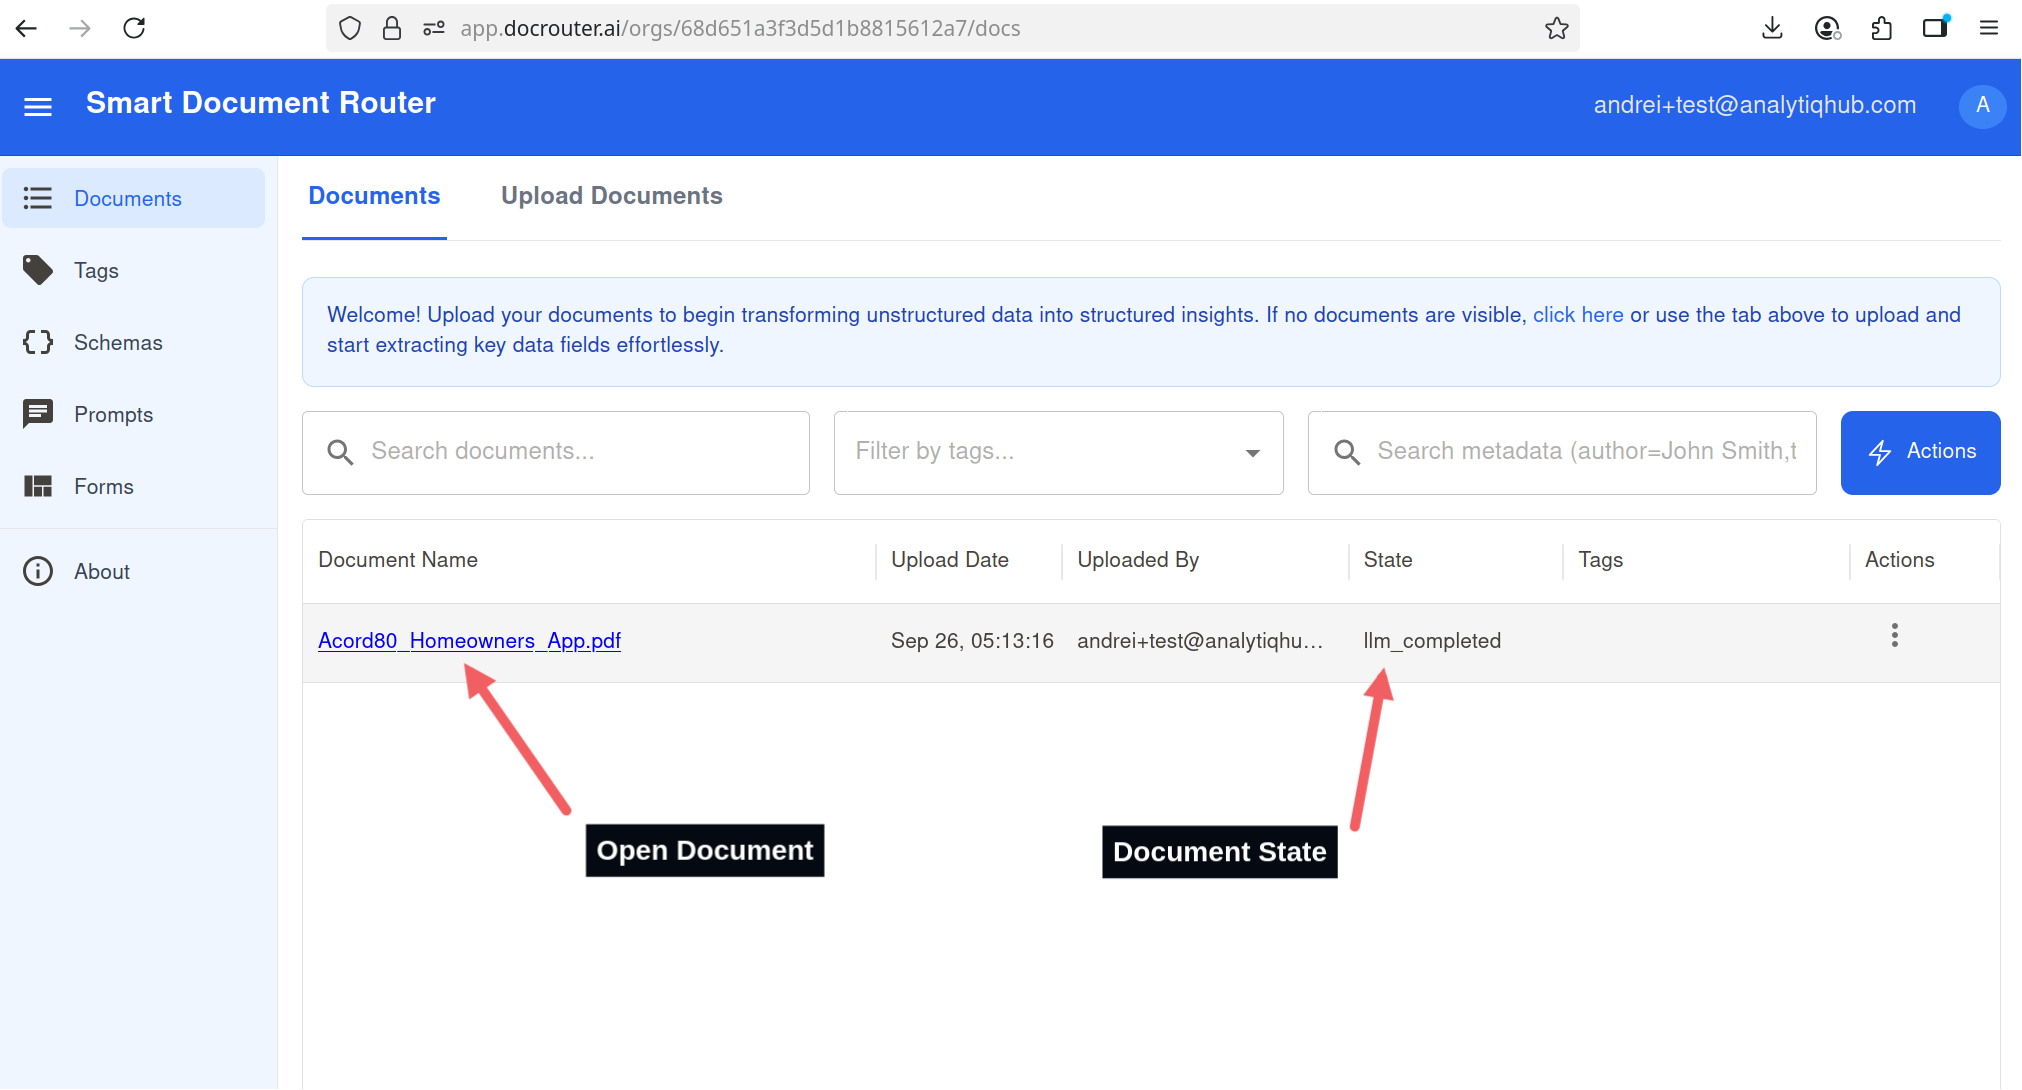 app.docrouter.ai/orgs/68d651a3f3d5d1b8815612a7/docs
Smart Document Router
andrei+test@analytiqhub.com
A
Documents
Tags
Schemas
Prompts
Forms
About
Documents
Upload Documents
Welcome! Upload your documents to begin transforming unstructured data into structured insights. If no documents are visible, click here or use the tab above to upload and
start extracting key data fields effortlessly.
Search documents...
Filter by tags...
Search metadata (author=John Smith,t
Actions
Document Name
Upload Date
Uploaded By
State
Tags
Actions
Acord80_Homeowners_App.pdf
Sep 26, 05:13:16
andrei+test@analytiqhu...
llm_completed
Open Document
Document State